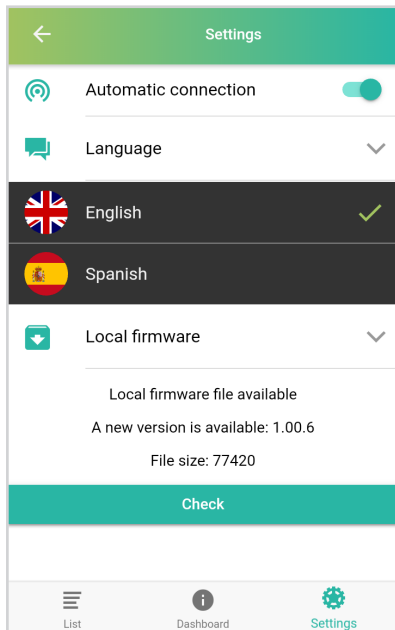 Settings
Automatic connection
Language
English
Spanish
Local firmware
Local firmware file available
A new version is available: 1.00.6
File size: 77420
Check
List
Dashboard
Settings